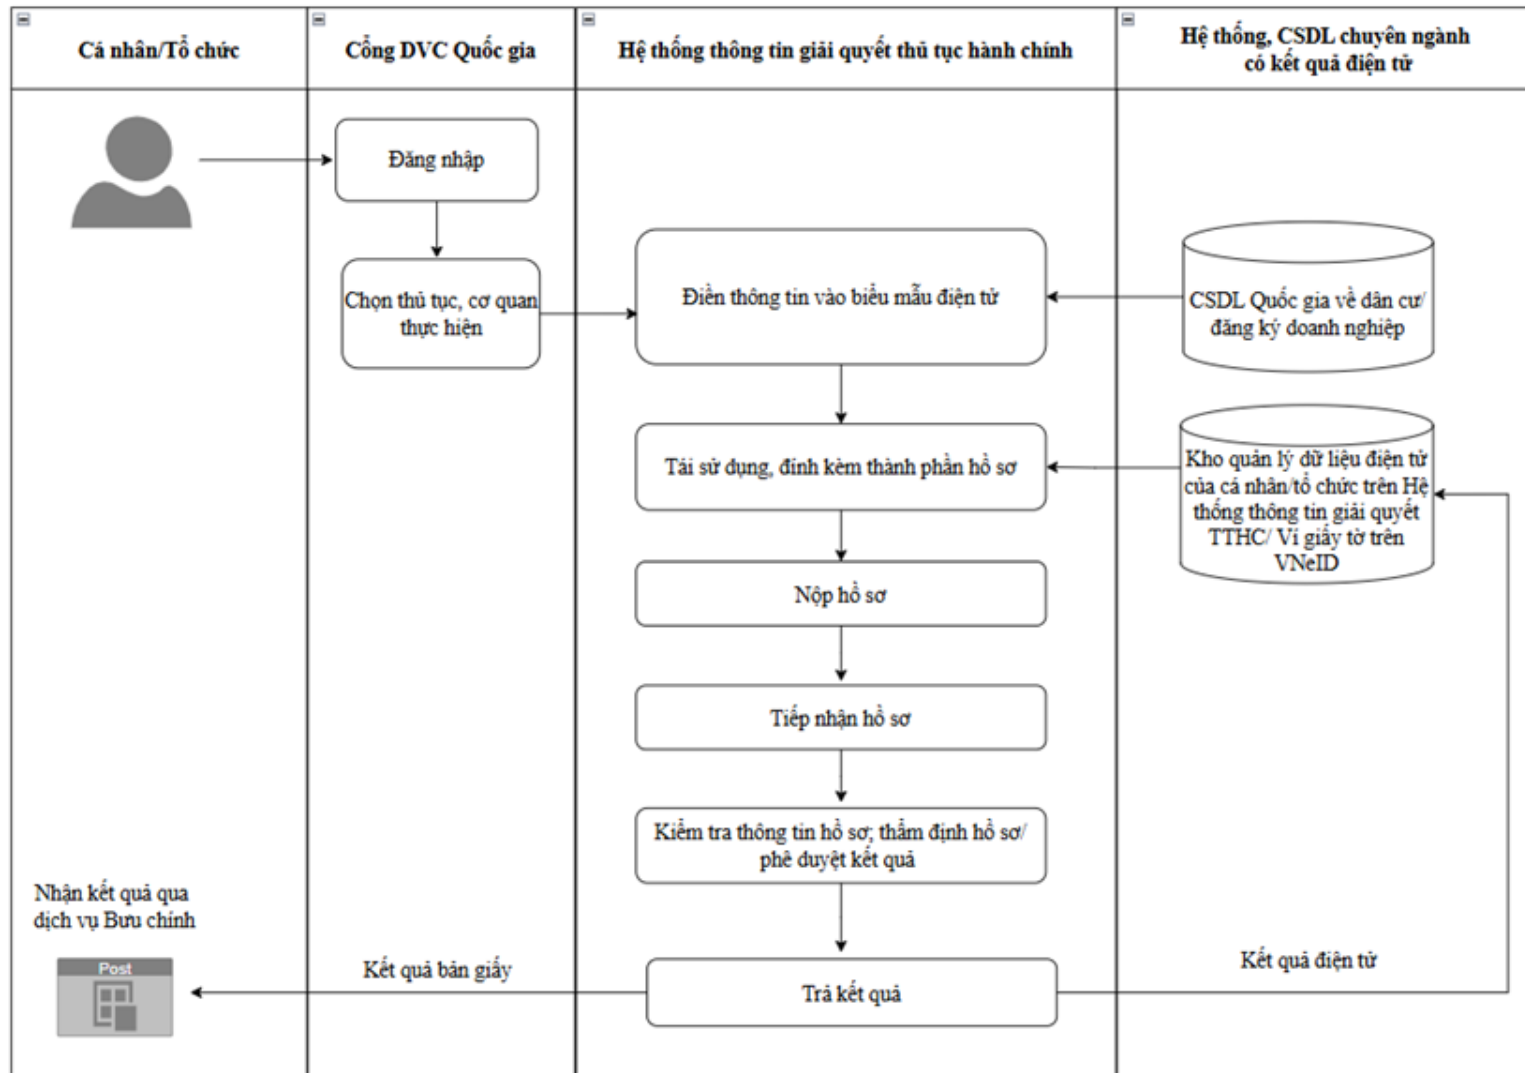 Cá nhân/Tổ chức
Cổng DVC Quốc gia
Hệ thống thông tin giải quyết thủ tục hành chính
Hệ thống, CSDL chuyên ngành
có kết quả điện tử
Đăng nhập
Chọn thủ tục, cơ quan
thực hiện
Điền thông tin vào biểu mẫu điện tử
CSDL Quốc gia về dân cư/
đăng ký doanh nghiệp
Tái sử dụng, đính kèm thành phần hồ sơ
Kho quản lý dữ liệu điện tử
của cá nhân/tổ chức trên Hệ
thống thông tin giải quyết
TTHC/ Ví giấy tờ trên
VNeID
Nộp hồ sơ
Tiếp nhận hồ sơ
Kiểm tra thông tin hồ sơ; thẩm định hồ sơ/
phê duyệt kết quả
Nhận kết quả qua
dịch vụ Bưu chính
Post
Kết quả bản giấy
Trả kết quả
Kết quả điện tử